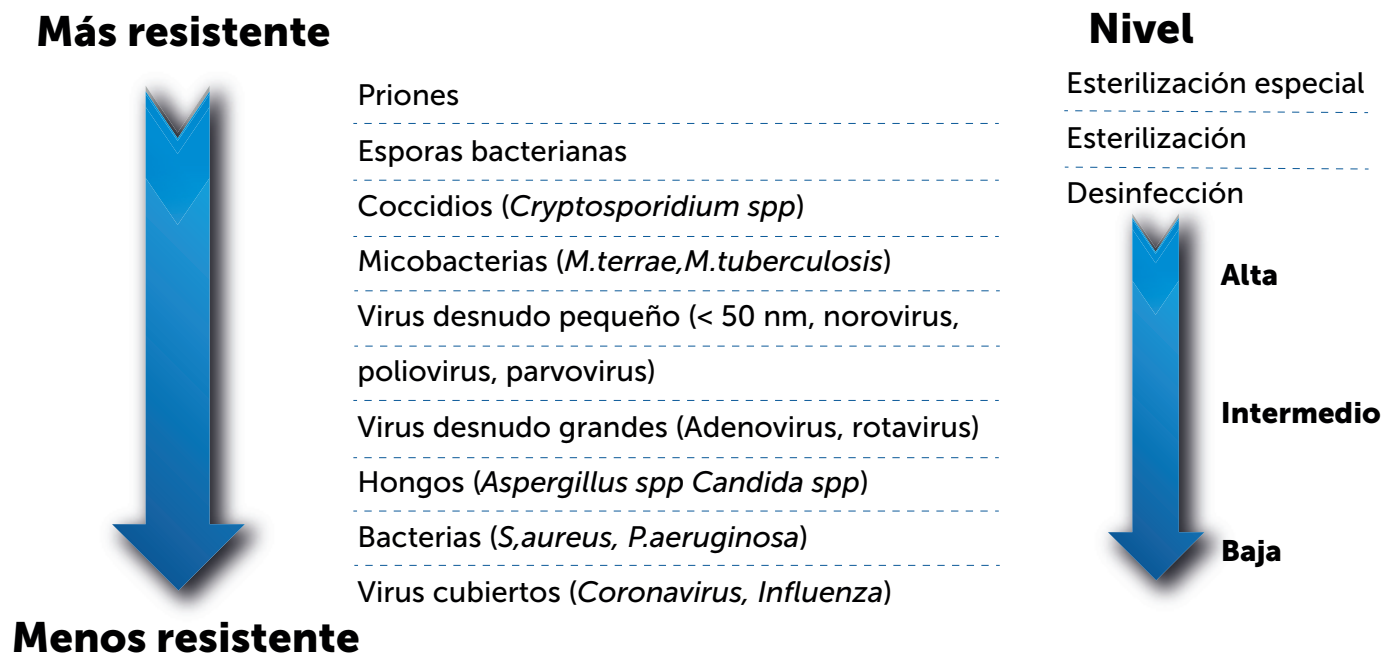 Más resistente
Priones
Esporas bacterianas
Coccidios (Cryptosporidium spp)
Micobacterias (M.terrae,M.tuberculosis)
Virus desnudo pequeño (< 50 nm, norovirus,
poliovirus, parvovirus)
Virus desnudo grandes (Adenovirus, rotavirus)
Hongos (Aspergillus spp Candida spp)
Bacterias (S,aureus, P.aeruginosa)
Virus cubiertos (Coronavirus, Influenza)
Menos resistente
Nivel
Esterilización especial
Esterilización
Desinfección
Alta
Intermedio
Baja